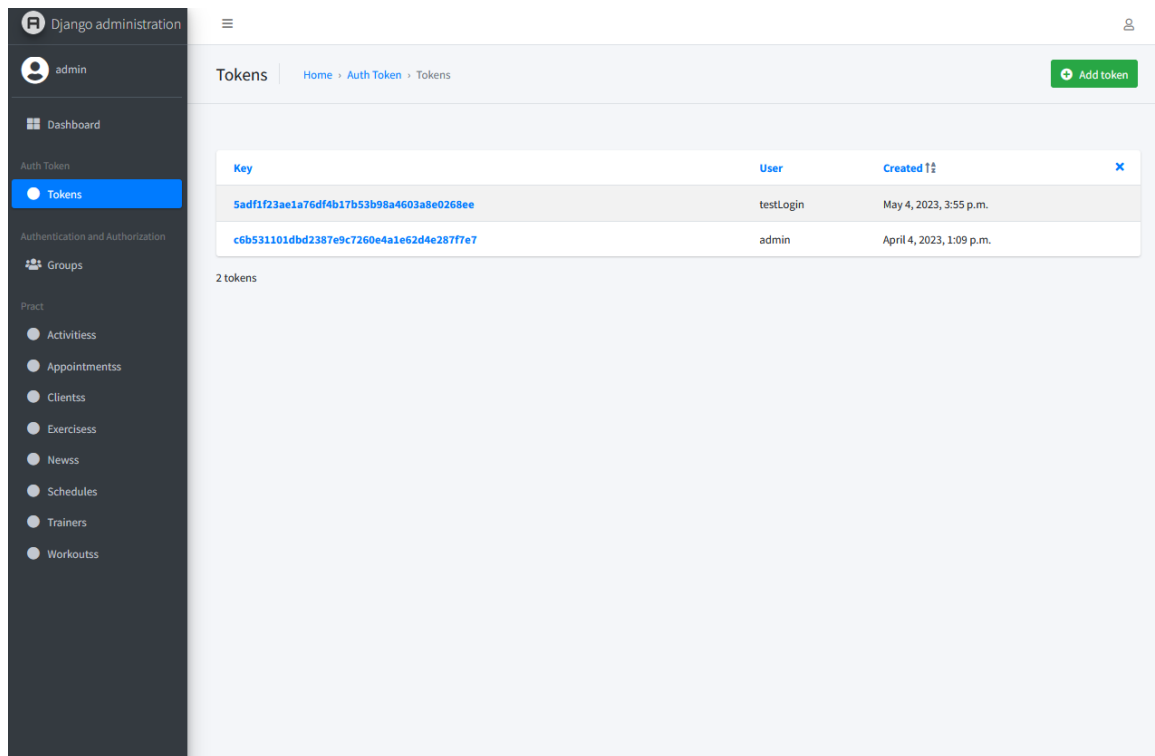 Django administration
admin
Dashboard
Auth Token
Tokens
Authentication and Authorization
Groups
Pract
Activitiess
Appointmentss
Clientss
Exercisess
Newss
Schedules
Trainers
Workoutss
Tokens Home › Auth Token › Tokens Add token
Key User Created
5adf1f23ae1a76df4b17b53b98a4603a8e0268ee testLogin May 4, 2023, 3:55 p.m.
c6b531101dbd2387e9c7260e4a1e62d4e287f7e7 admin April 4, 2023, 1:09 p.m.
2 tokens